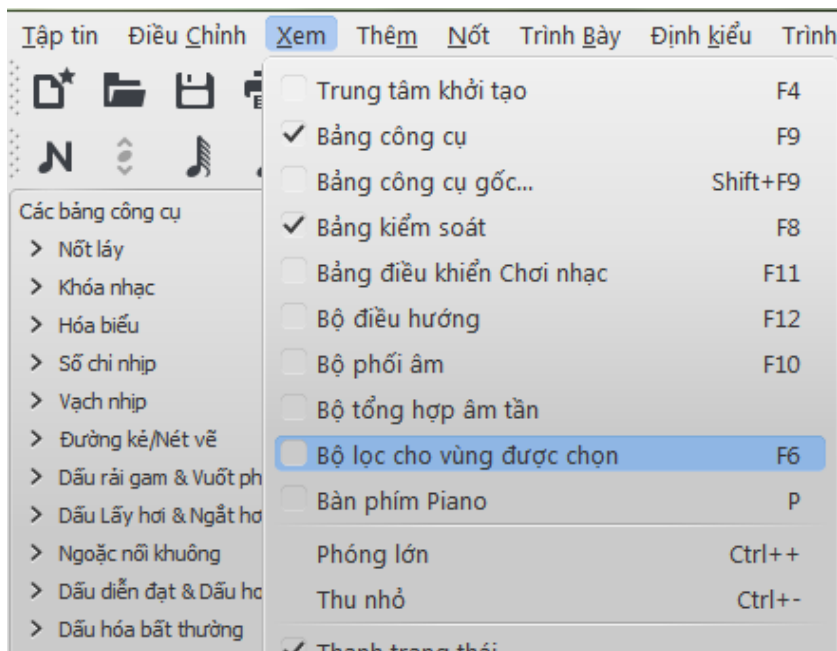 Tập tin Điều Chỉnh Xem Thêm Nốt Trình Bày Định kiểu Trình
Trung tâm khởi tạo F4
Bảng công cụ F9
Bảng công cụ gốc... Shift+F9
Bảng kiểm soát F8
Bảng điều khiển Chơi nhạc F11
Bộ điều hướng F12
Bộ phối âm F10
Bộ tổng hợp âm tần
Bộ lọc cho vùng được chọn F6
Bàn phím Piano P
Phóng lớn Ctrl++
Thu nhỏ Ctrl+-
Thanh trạng thái
Các bảng công cụ
Nốt láy
Khóa nhạc
Hóa biểu
Số chỉ nhịp
Vạch nhịp
Đường kẻ/Nét vẽ
Dấu rải gam & Vuốt ph
Dấu Lấy hơi & Ngắt hơ
Ngoặc nối khuông
Dấu diễn đạt & Dấu ho
Dấu hóa bất thường